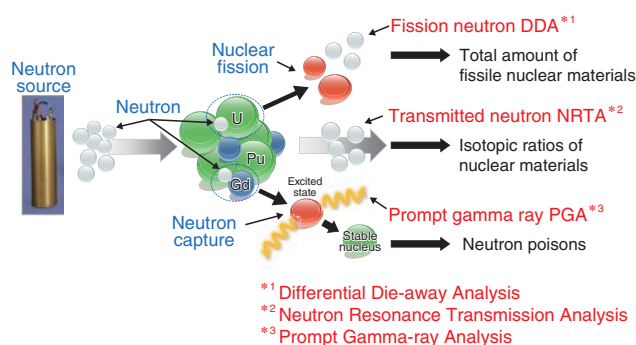 Fission neutron DDA*1
Nuclear
fission
Total amount of
fissile nuclear materials
Neutron
source
Neutron
U
Transmitted neutron NRTA*2
Pu
Isotopic ratios of
nuclear materials
Gd
Excited
state
Prompt gamma ray PGA*3
Neutron
capture
Stable
nucleus
Neutron poisons
*1 Differential Die-away Analysis
*2 Neutron Resonance Transmission Analysis
*3 Prompt Gamma-ray Analysis